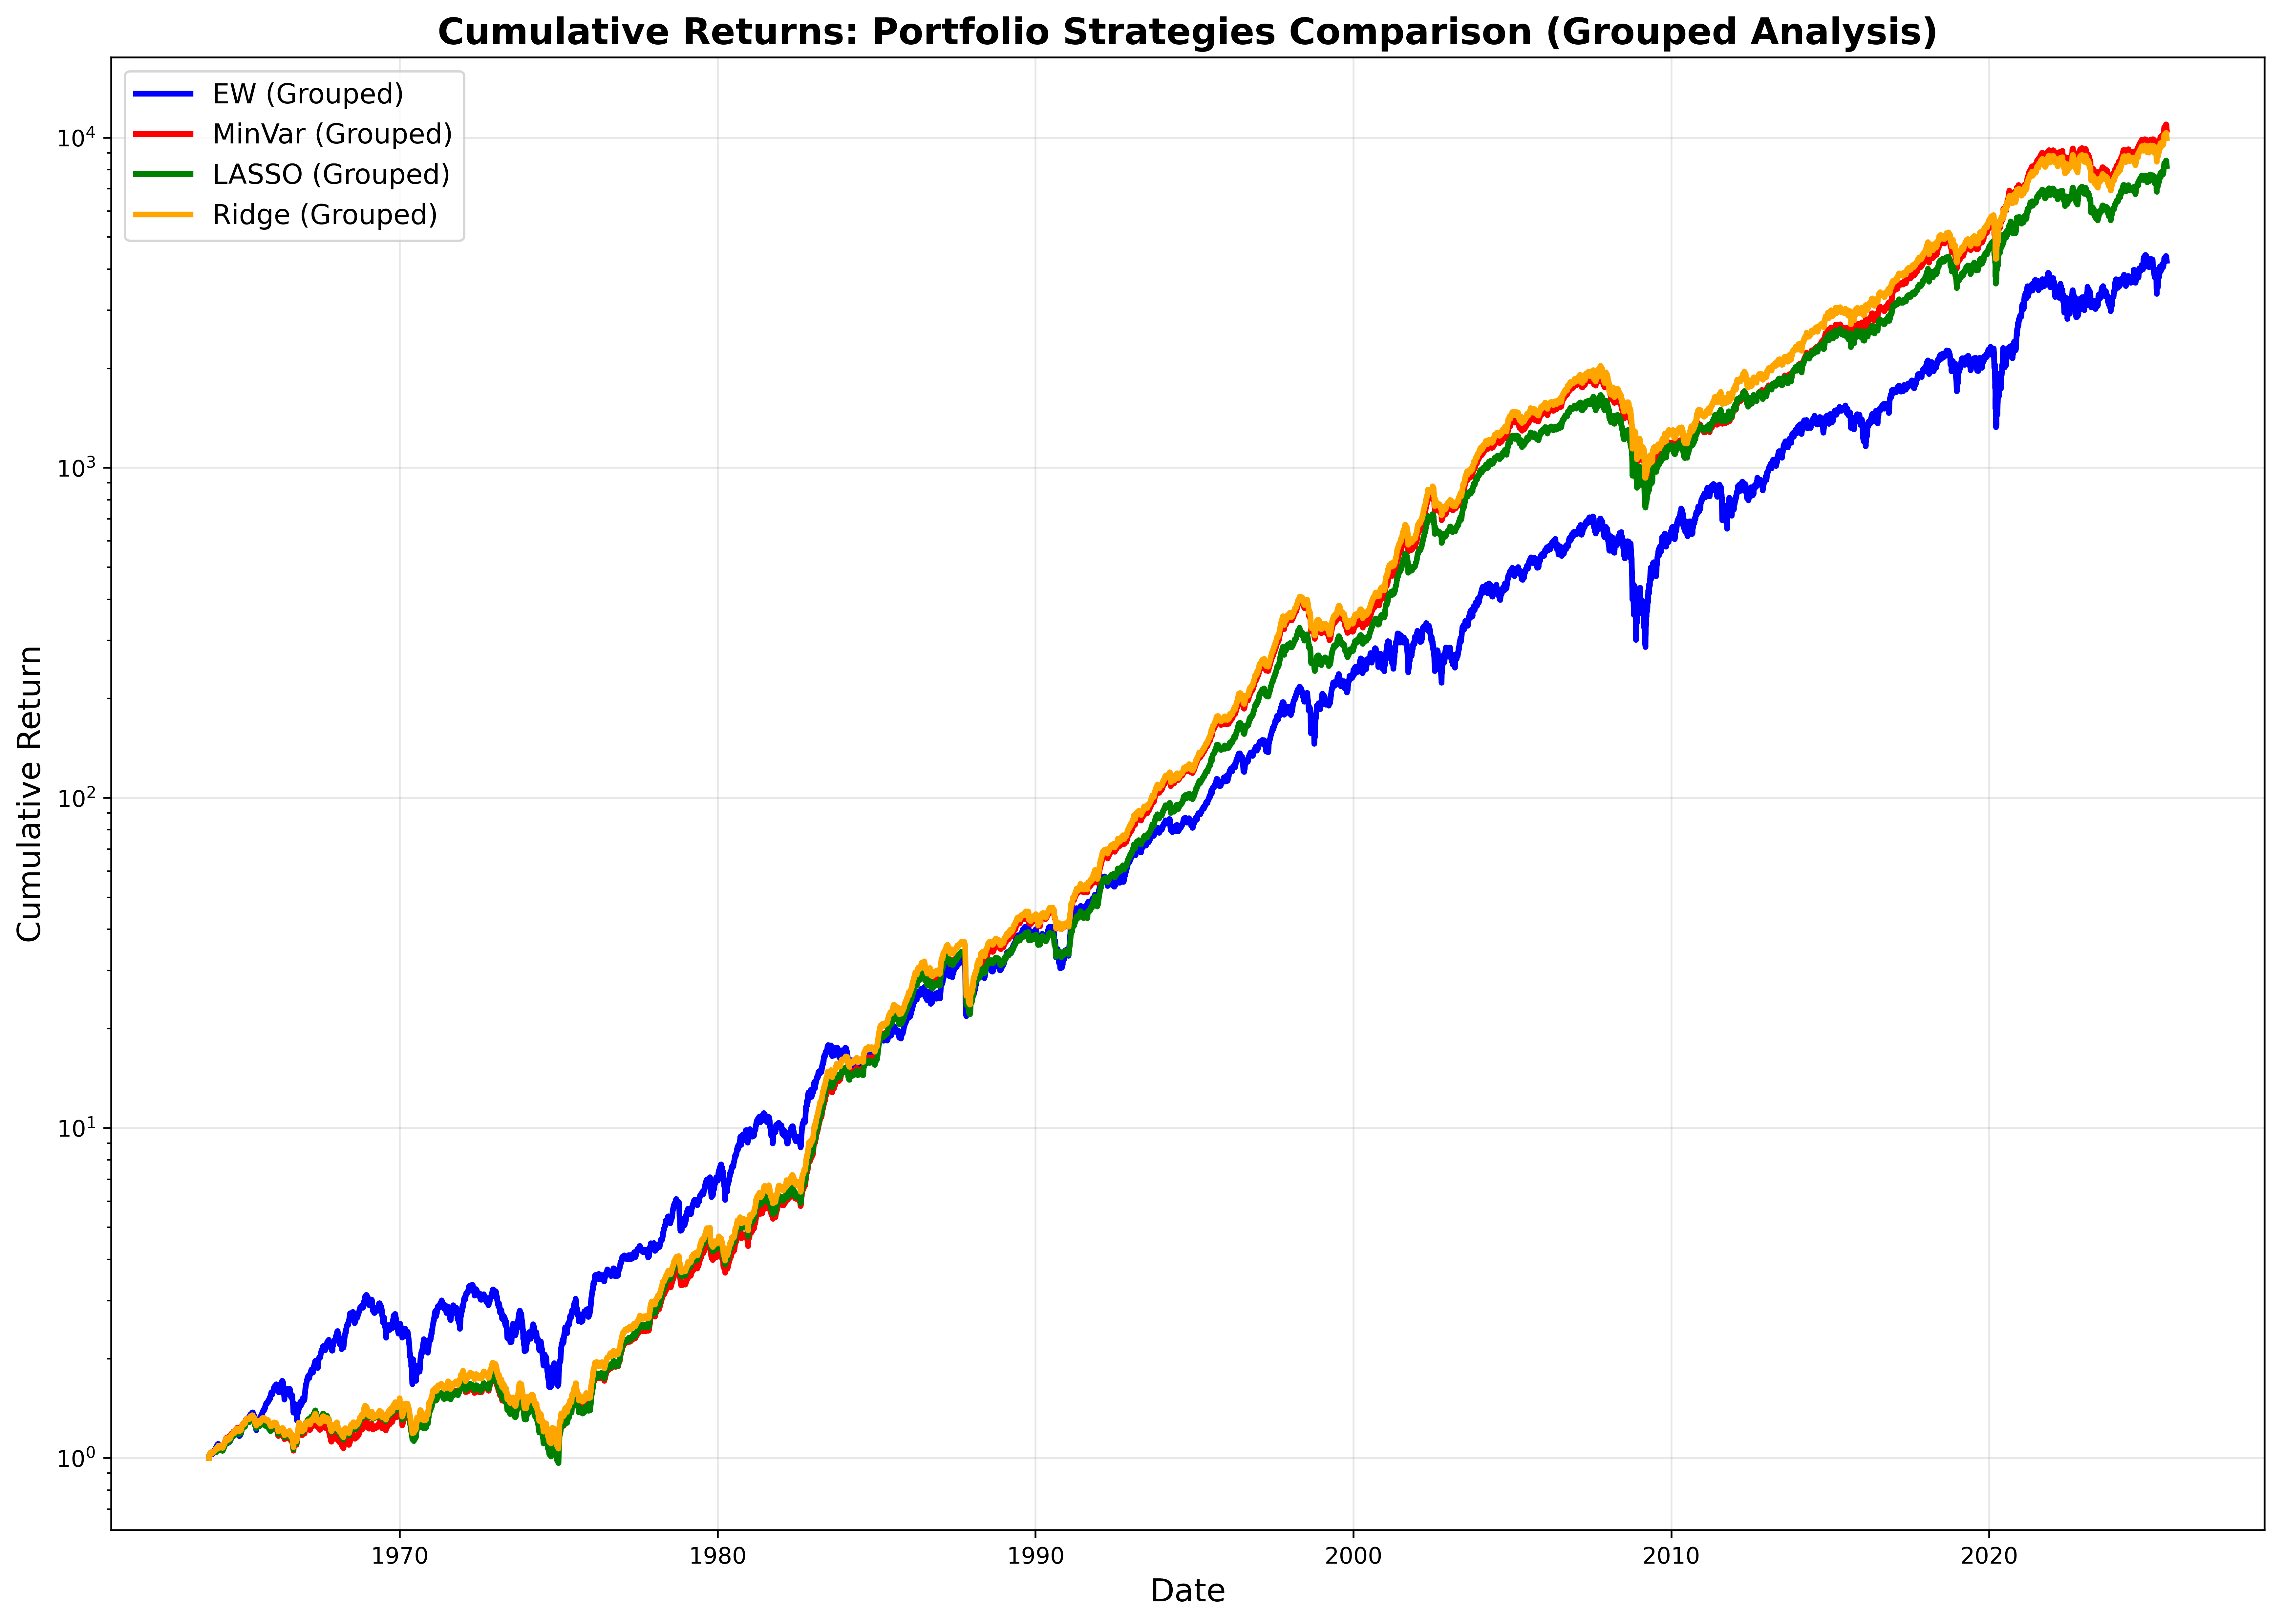 Cumulative Returns: Portfolio Strategies Comparison (Grouped Analysis)
EW (Grouped)
MinVar (Grouped)
LASSO (Grouped)
Ridge (Grouped)
Cumulative Return
10⁴
10³
10²
10¹
10⁰
1970 1980 1990 2000 2010 2020
Date